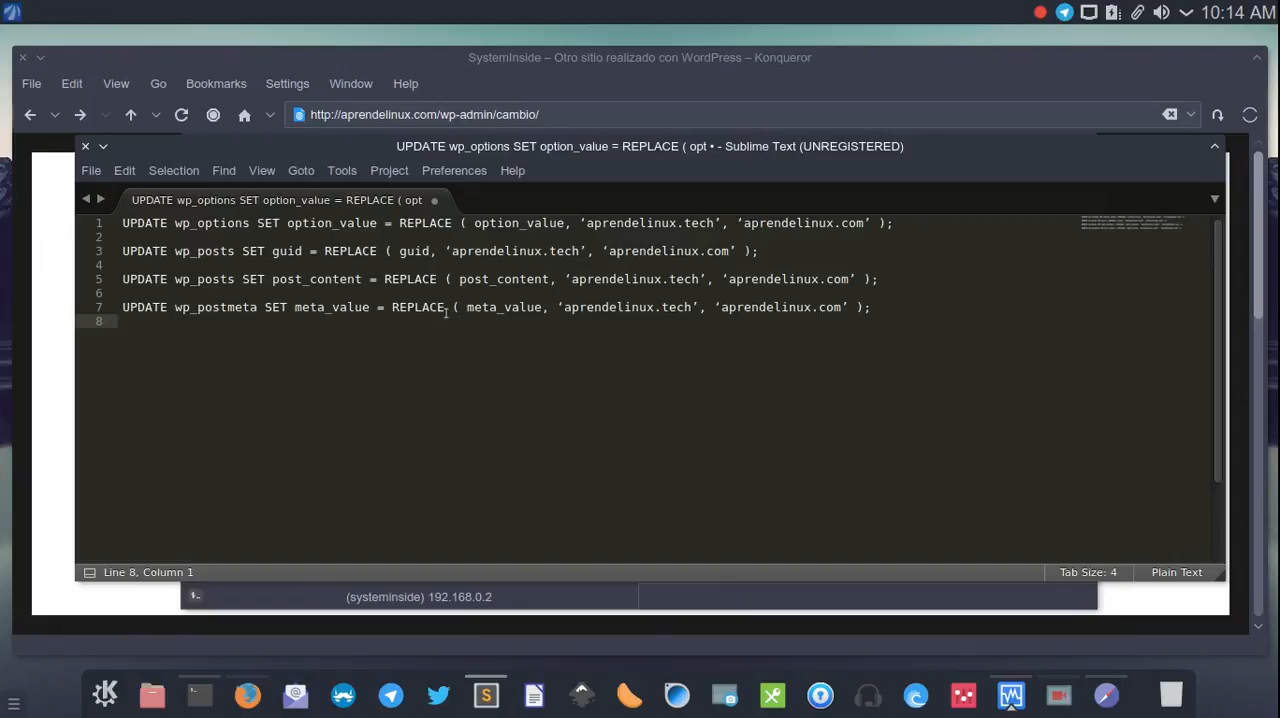 10:14 AM
SystemInside – Otro sitio realizado con WordPress – Konqueror
File Edit View Go Bookmarks Settings Window Help
http://aprendelinux.com/wp-admin/cambio/
UPDATE wp_options SET option_value = REPLACE ( opt • - Sublime Text (UNREGISTERED)
File Edit Selection Find View Goto Tools Project Preferences Help
UPDATE wp_options SET option_value = REPLACE ( opt
1 UPDATE wp_options SET option_value = REPLACE ( option_value, ‘aprendelinux.tech’, ‘aprendelinux.com’ );
2
3 UPDATE wp_posts SET guid = REPLACE ( guid, ‘aprendelinux.tech’, ‘aprendelinux.com’ );
4
5 UPDATE wp_posts SET post_content = REPLACE ( post_content, ‘aprendelinux.tech’, ‘aprendelinux.com’ );
6
7 UPDATE wp_postmeta SET meta_value = REPLACE ( meta_value, ‘aprendelinux.tech’, ‘aprendelinux.com’ );
8
Line 8, Column 1 Tab Size: 4 Plain Text
(systeminside) 192.168.0.2